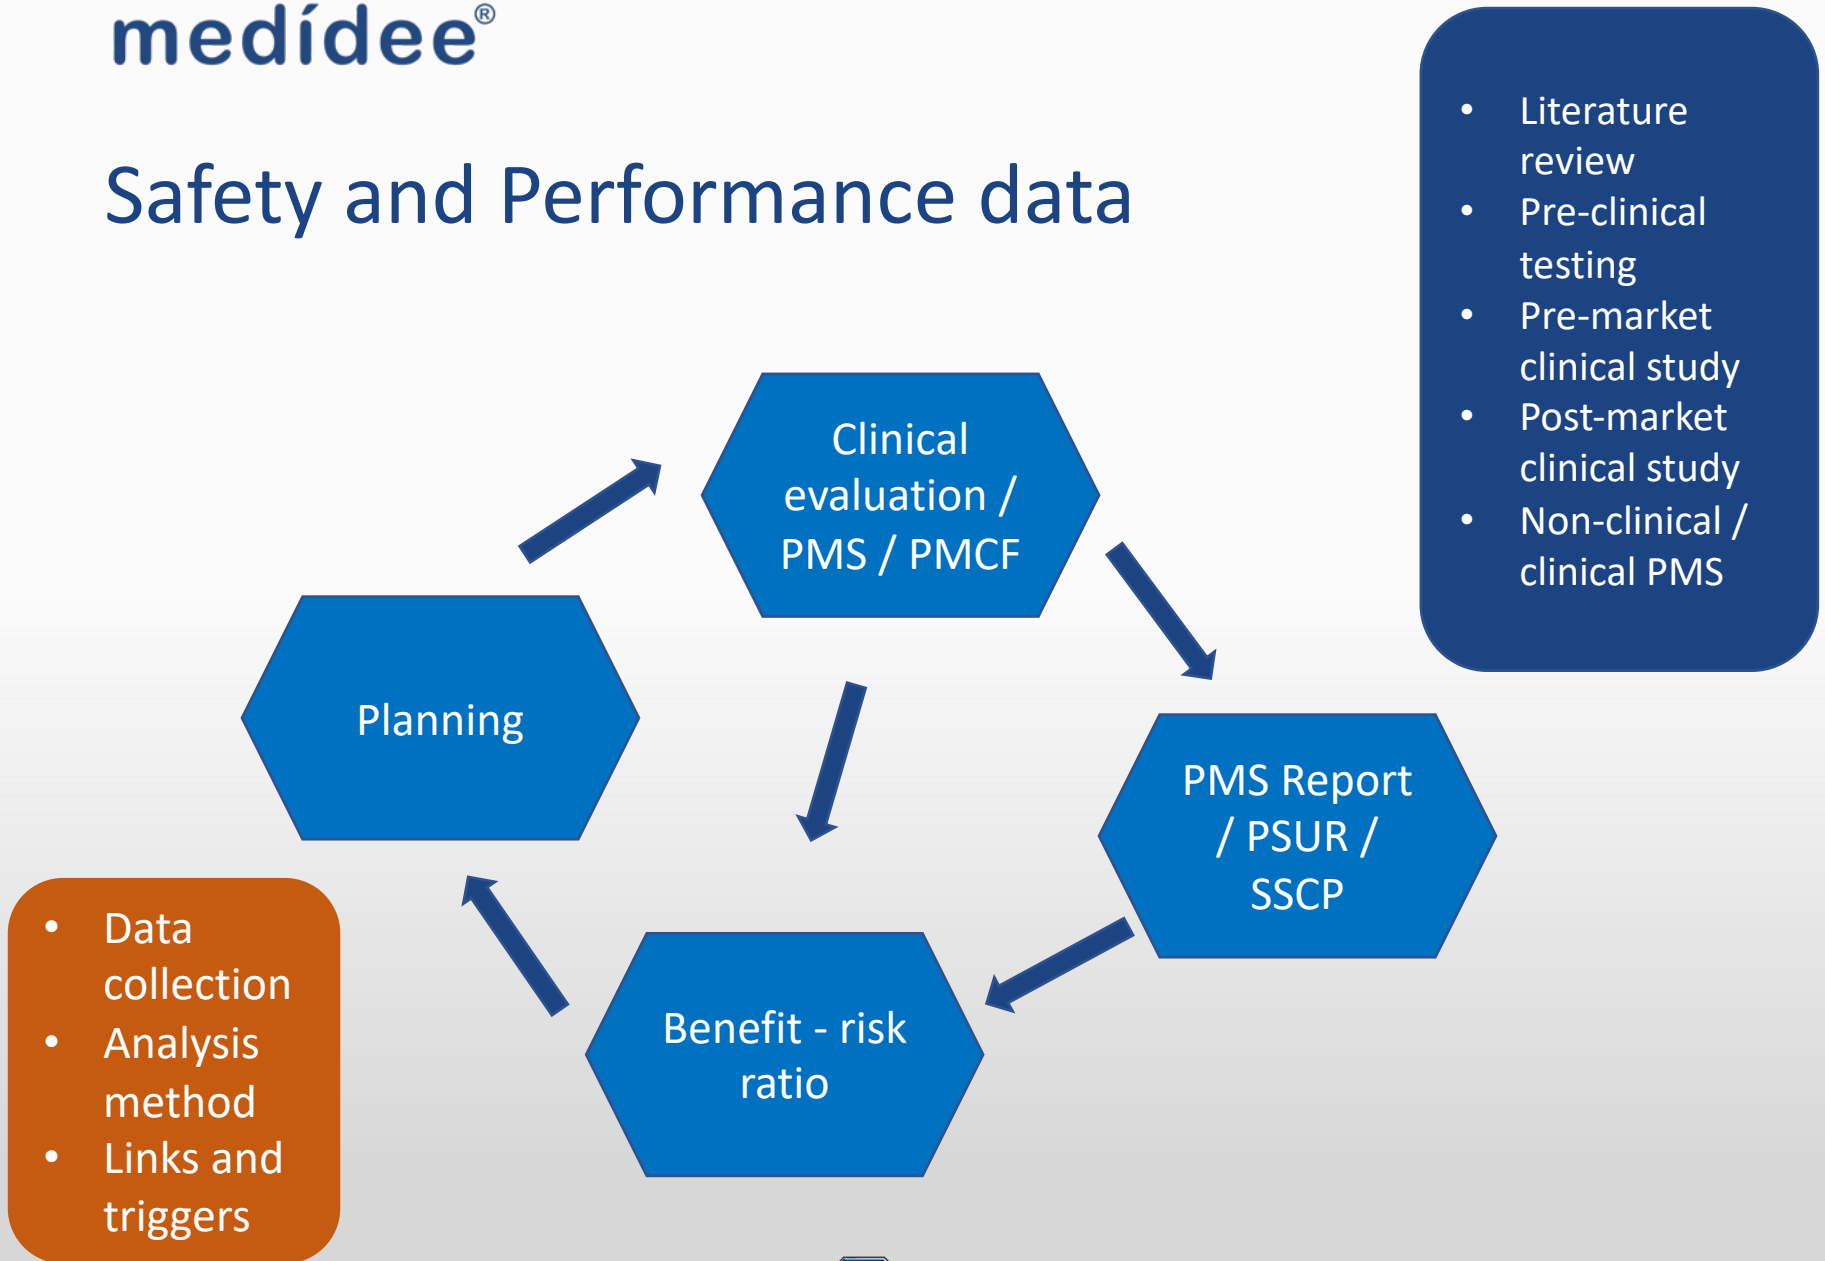 medídee®
Safety and Performance data
• Literature
review
• Pre-clinical
testing
• Pre-market
clinical study
• Post-market
clinical study
• Non-clinical /
clinical PMS
Clinical
evaluation /
PMS / PMCF
Planning
PMS Report
/ PSUR /
SSCP
Benefit - risk
ratio
• Data
collection
• Analysis
method
• Links and
triggers